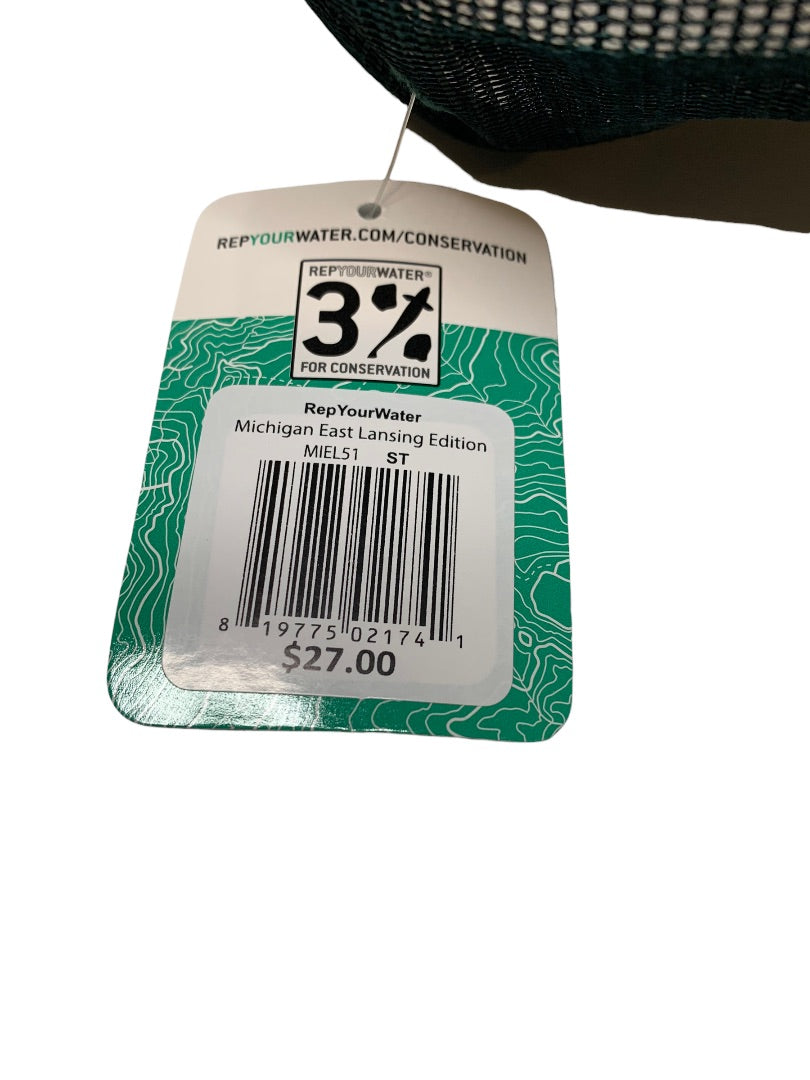 REPYOURWATER.COM/CONSERVATION
REPYOURWATER®
3%
FOR CONSERVATION
RepYourWater
Michigan East Lansing Edition
MIEL51 ST
8 19775 02174 1
$27.00